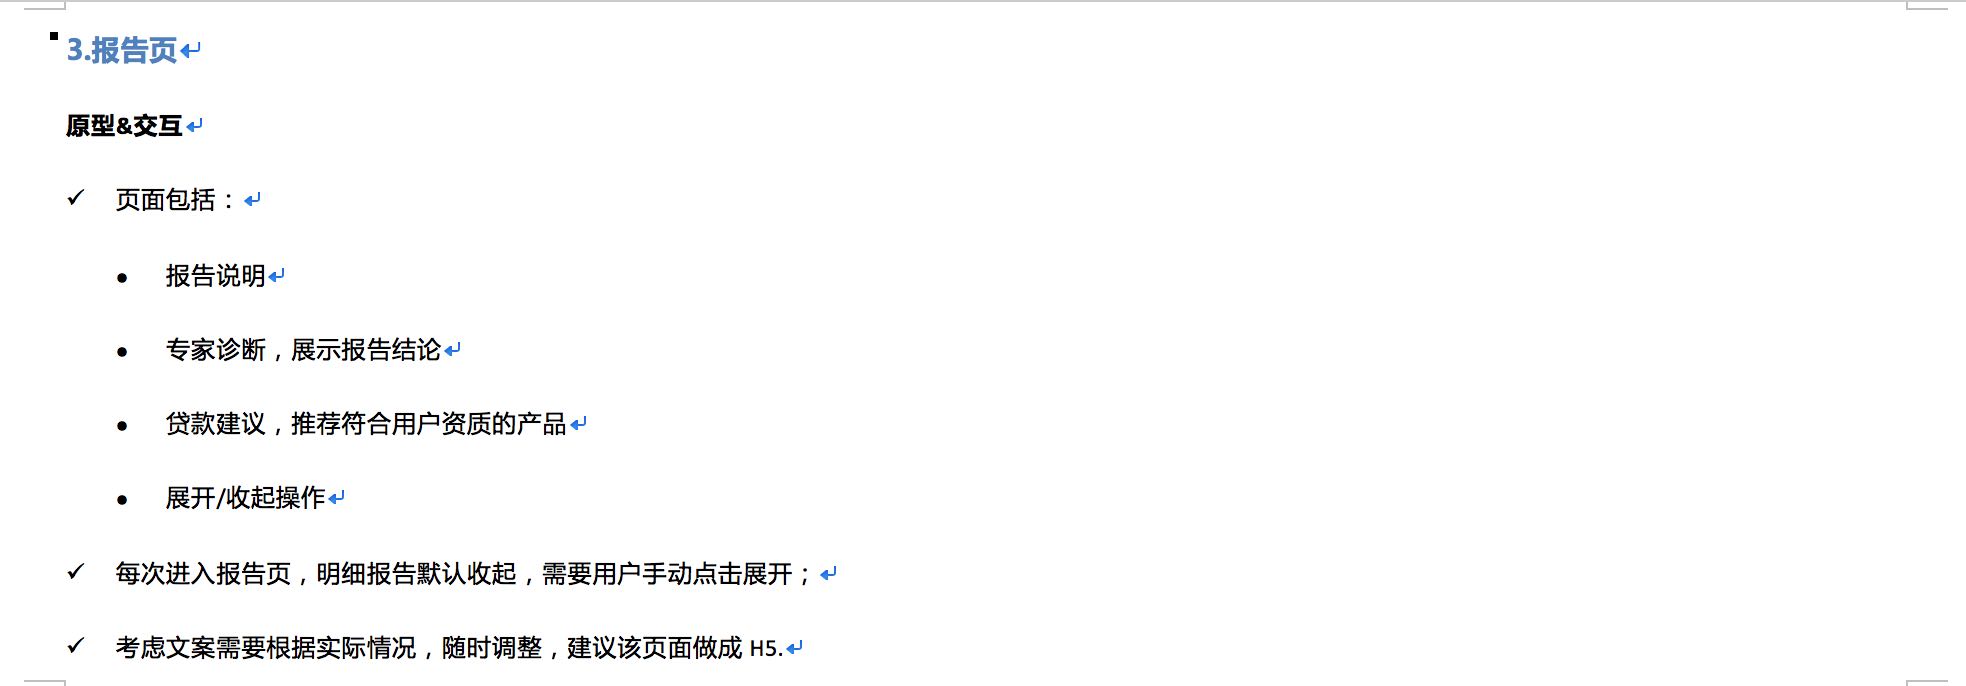 3.报告页
原型&交互
✓ 页面包括：
● 报告说明
● 专家诊断，展示报告结论
● 贷款建议，推荐符合用户资质的产品
● 展开/收起操作
✓ 每次进入报告页，明细报告默认收起，需要用户手动点击展开；
✓ 考虑文案需要根据实际情况，随时调整，建议该页面做成 H5.